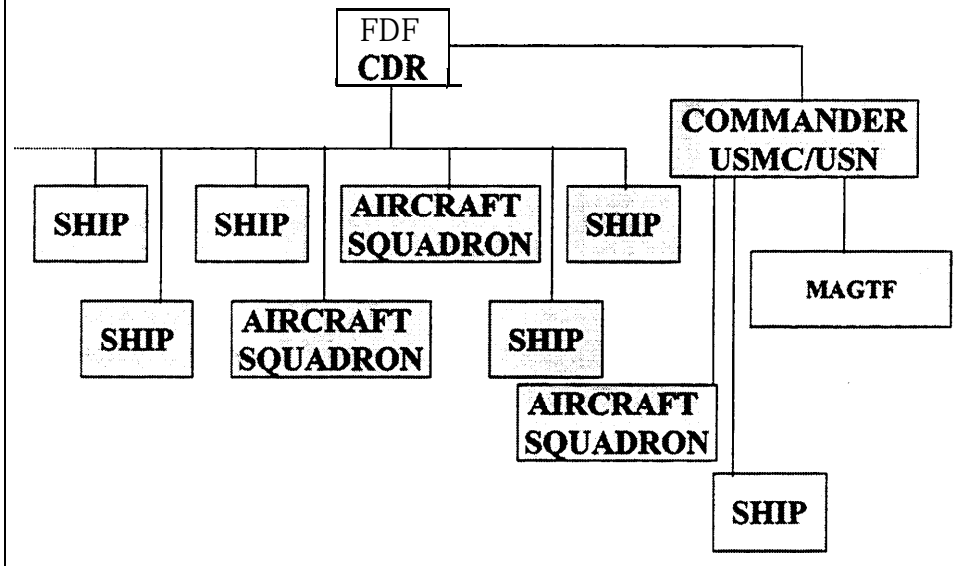 FDF
CDR
COMMANDER
USMC/USN
SHIP
SHIP
AIRCRAFT
SQUADRON
SHIP
MAGTF
SHIP
AIRCRAFT
SQUADRON
SHIP
AIRCRAFT
SQUADRON
SHIP